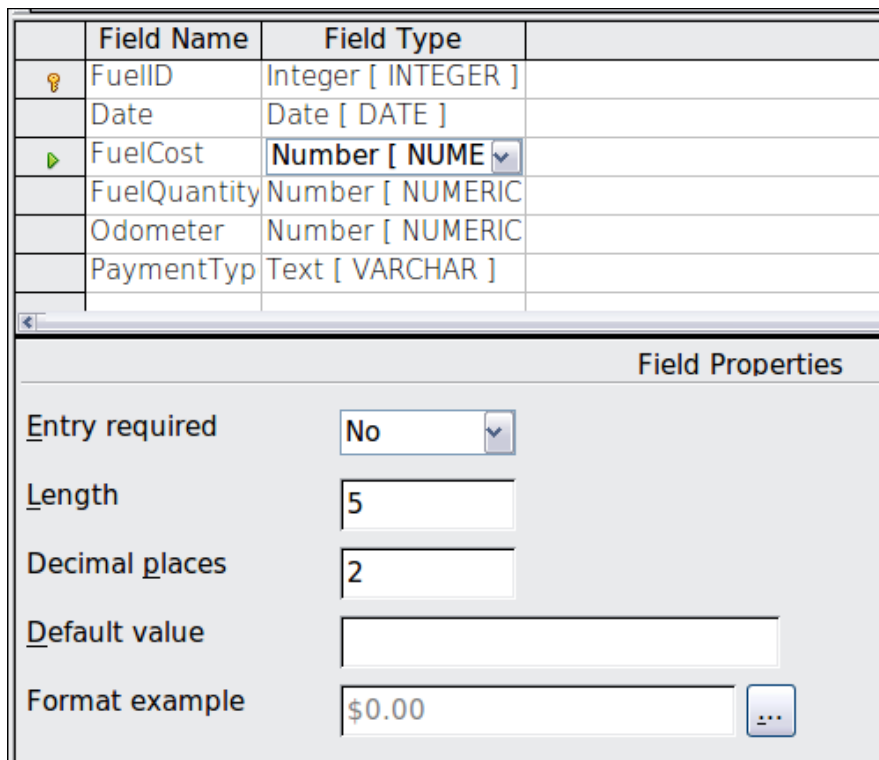 Field Name Field Type
FuelID Integer [ INTEGER ]
Date Date [ DATE ]
FuelCost Number [ NUME
FuelQuantity Number [ NUMERIC
Odometer Number [ NUMERIC
PaymentTyp Text [ VARCHAR ]
Field Properties
Entry required No
Length 5
Decimal places 2
Default value
Format example $0.00 ...